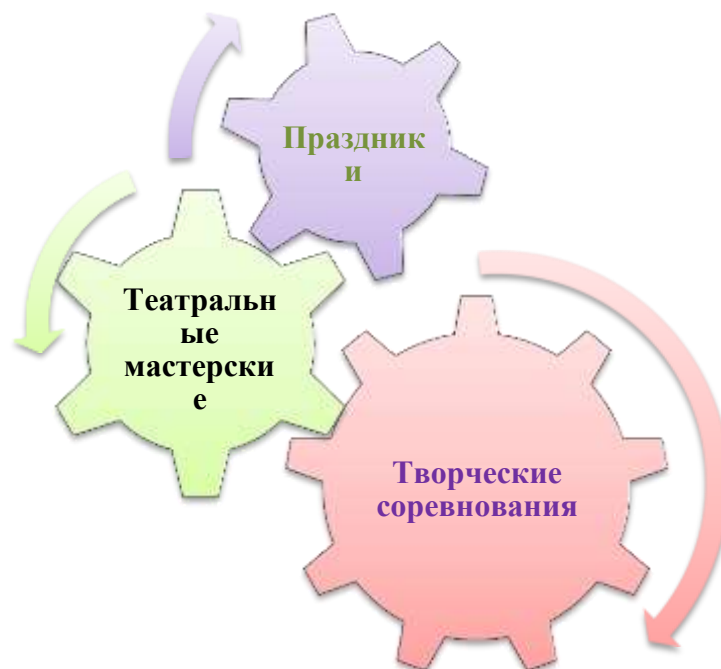 Праздник
и
Театральн
ые
мастерски
е
Творческие
соревнования